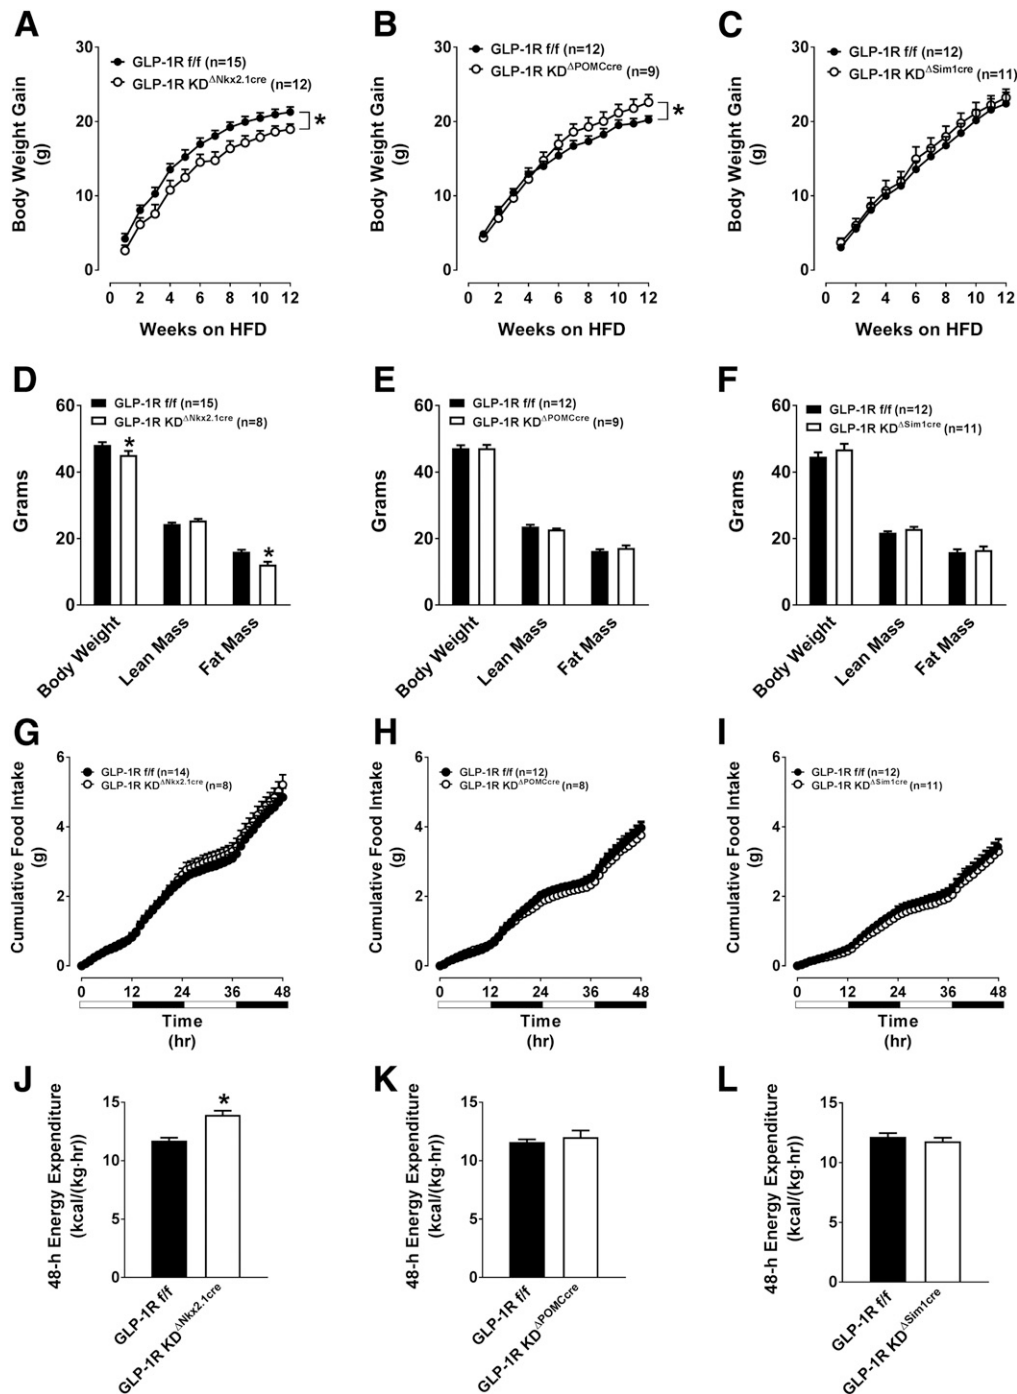 A
30
GLP-1R f/f (n=15)
GLP-1R KDΔNkx2.1cre (n=12)
20
*
10
0
Body Weight Gain
(g)
0 2 4 6 8 10 12
Weeks on HFD
B
30
GLP-1R f/f (n=12)
GLP-1R KDΔPOMCcre (n=9)
20
*
10
0
Body Weight Gain
(g)
0 2 4 6 8 10 12
Weeks on HFD
C
30
GLP-1R f/f (n=12)
GLP-1R KDΔSim1cre (n=11)
20
10
0
Body Weight Gain
(g)
0 2 4 6 8 10 12
Weeks on HFD
D
GLP-1R f/f (n=15)
GLP-1R KDΔNkx2.1cre (n=8)
60
40
20
0
Grams
*
*
Body Weight
Lean Mass
Fat Mass
E
GLP-1R f/f (n=12)
GLP-1R KDΔPOMCcre (n=9)
60
40
20
0
Grams
Body Weight
Lean Mass
Fat Mass
F
GLP-1R f/f (n=12)
GLP-1R KDΔSim1cre (n=11)
60
40
20
0
Grams
Body Weight
Lean Mass
Fat Mass
G
6
GLP-1R f/f (n=14)
GLP-1R KDΔNkx2.1cre (n=8)
4
2
0
Cumulative Food Intake
(g)
0 12 24 36 48
Time
(hr)
H
6
GLP-1R f/f (n=12)
GLP-1R KDΔPOMCcre (n=8)
4
2
0
Cumulative Food Intake
(g)
0 12 24 36 48
Time
(hr)
I
6
GLP-1R f/f (n=12)
GLP-1R KDΔSim1cre (n=11)
4
2
0
Cumulative Food Intake
(g)
0 12 24 36 48
Time
(hr)
J
15
10
5
0
48-h Energy Expenditure
(kcal/(kg·hr))
*
GLP-1R f/f
GLP-1R KDΔNkx2.1cre
K
15
10
5
0
48-h Energy Expenditure
(kcal/(kg·hr))
GLP-1R f/f
GLP-1R KDΔPOMCcre
L
15
10
5
0
48-h Energy Expenditure
(kcal/(kg·hr))
GLP-1R f/f
GLP-1R KDΔSim1cre